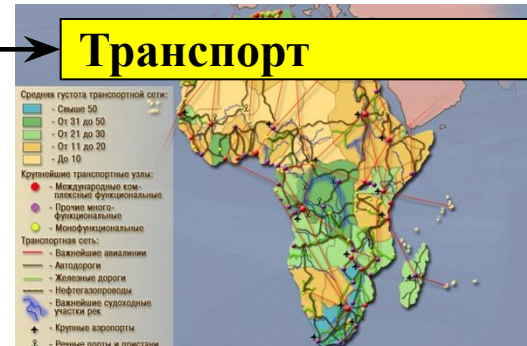 Транспорт
Средняя густота транспортной сети:
- Свыше 50
- От 31 до 50
- От 21 до 30
- От 11 до 20
- До 10
Крупнейшие транспортные узлы:
- Международные ком-
плексные функциональные
- Прочие много-
функциональные
- Монофункциональные
Транспортная сеть:
- Важнейшие авиалинии
- Автодороги
- Железные дороги
- Нефтегазопроводы
- Важнейшие судоходные
участки рек
- Крупные аэропорты
- Речные порты и пристани